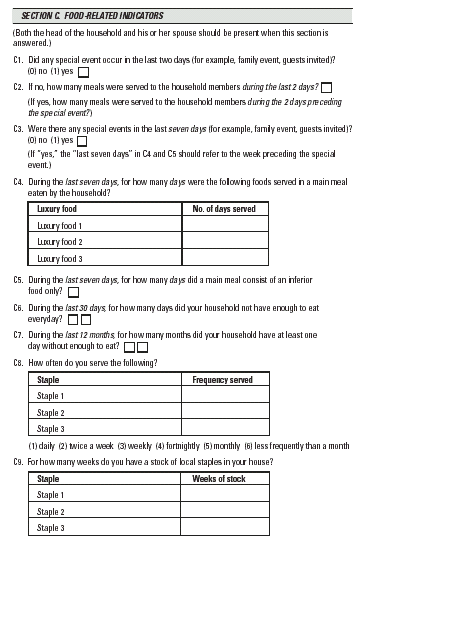 SECTION C. FOOD-RELATED INDICATORS
(Both the head of the household and his or her spouse should be present when this section is
answered.)
C1. Did any special event occur in the last two days (for example, family event, guests invited)?
(0) no (1) yes
C2. If no, how many meals were served to the household members during the last 2 days?
(If yes, how many meals were served to the household members during the 2 days preceding
the special event?)
C3. Were there any special events in the last seven days (for example, family event, guests invited)?
(0) no (1) yes
(If "yes," the "last seven days" in C4 and C5 should refer to the week preceding the special
event.)
C4. During the last seven days, for how many days were the following foods served in a main meal
eaten by the household?
Luxury food No. of days served
Luxury food 1
Luxury food 2
Luxury food 3
C5. During the last seven days, for how many days did a main meal consist of an inferior
food only?
C6. During the last 30 days, for how many days did your household not have enough to eat
everyday?
C7. During the last 12 months, for how many months did your household have at least one
day without enough to eat?
C8. How often do you serve the following?
Staple Frequency served
Staple 1
Staple 2
Staple 3
(1) daily (2) twice a week (3) weekly (4) fortnightly (5) monthly (6) less frequently than a month
C9. For how many weeks do you have a stock of local staples in your house?
Staple Weeks of stock
Staple 1
Staple 2
Staple 3